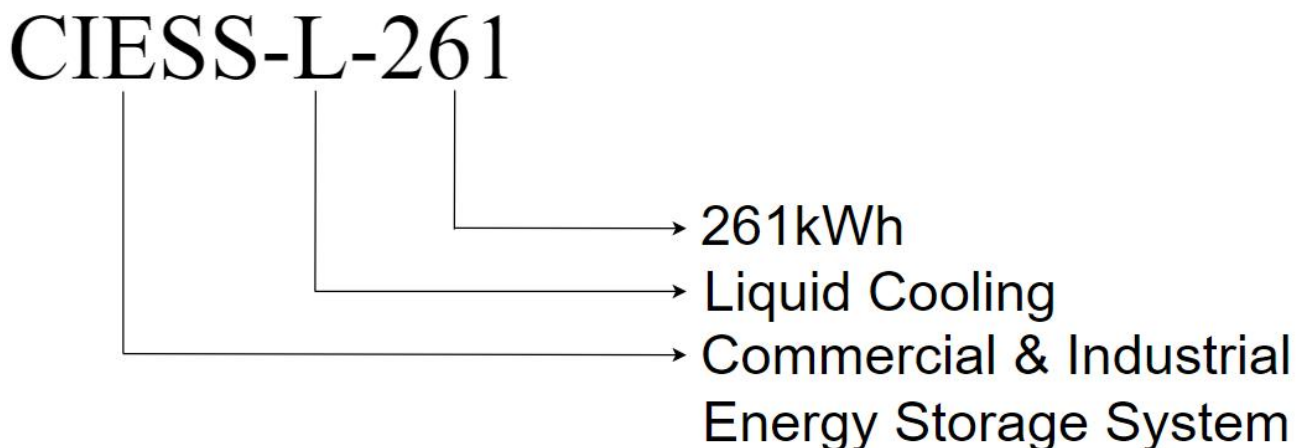 CIESS-L-261
261kWh
Liquid Cooling
Commercial & Industrial
Energy Storage System